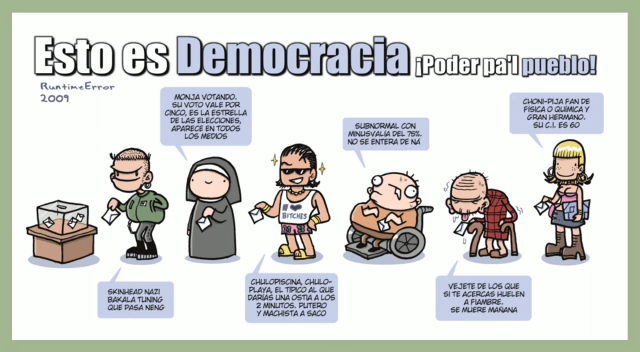 Esto es Democracia ¡Poder pa'l pueblo!
RuntimeError
2009
MONJA VOTANDO.
SU VOTO VALE POR
CINCO, ES LA ESTRELLA
DE LAS ELECCIONES,
APARECE EN TODOS
LOS MEDIOS
SUBNORMAL CON
MINUSVALÍA DEL 75%.
NO SE ENTERA DE NÁ
CHONI-PIJA FAN DE
FÍSICA O QUÍMICA Y
GRAN HERMANO.
SU C.I. ES 60
I ❤ BITCHES
SKINHEAD NAZI
BAKALA TUNING
QUE PASA NENG
CHULOPISCINA, CHULO-
PLAYA, EL TÍPICO AL QUE
DARÍAS UNA OSTIA A LOS
2 MINUTOS. PUTERO
Y MACHISTA A SACO
VEJETE DE LOS QUE
SI TE ACERCAS HUELEN
A FIAMBRE.
SE MUERE MAÑANA